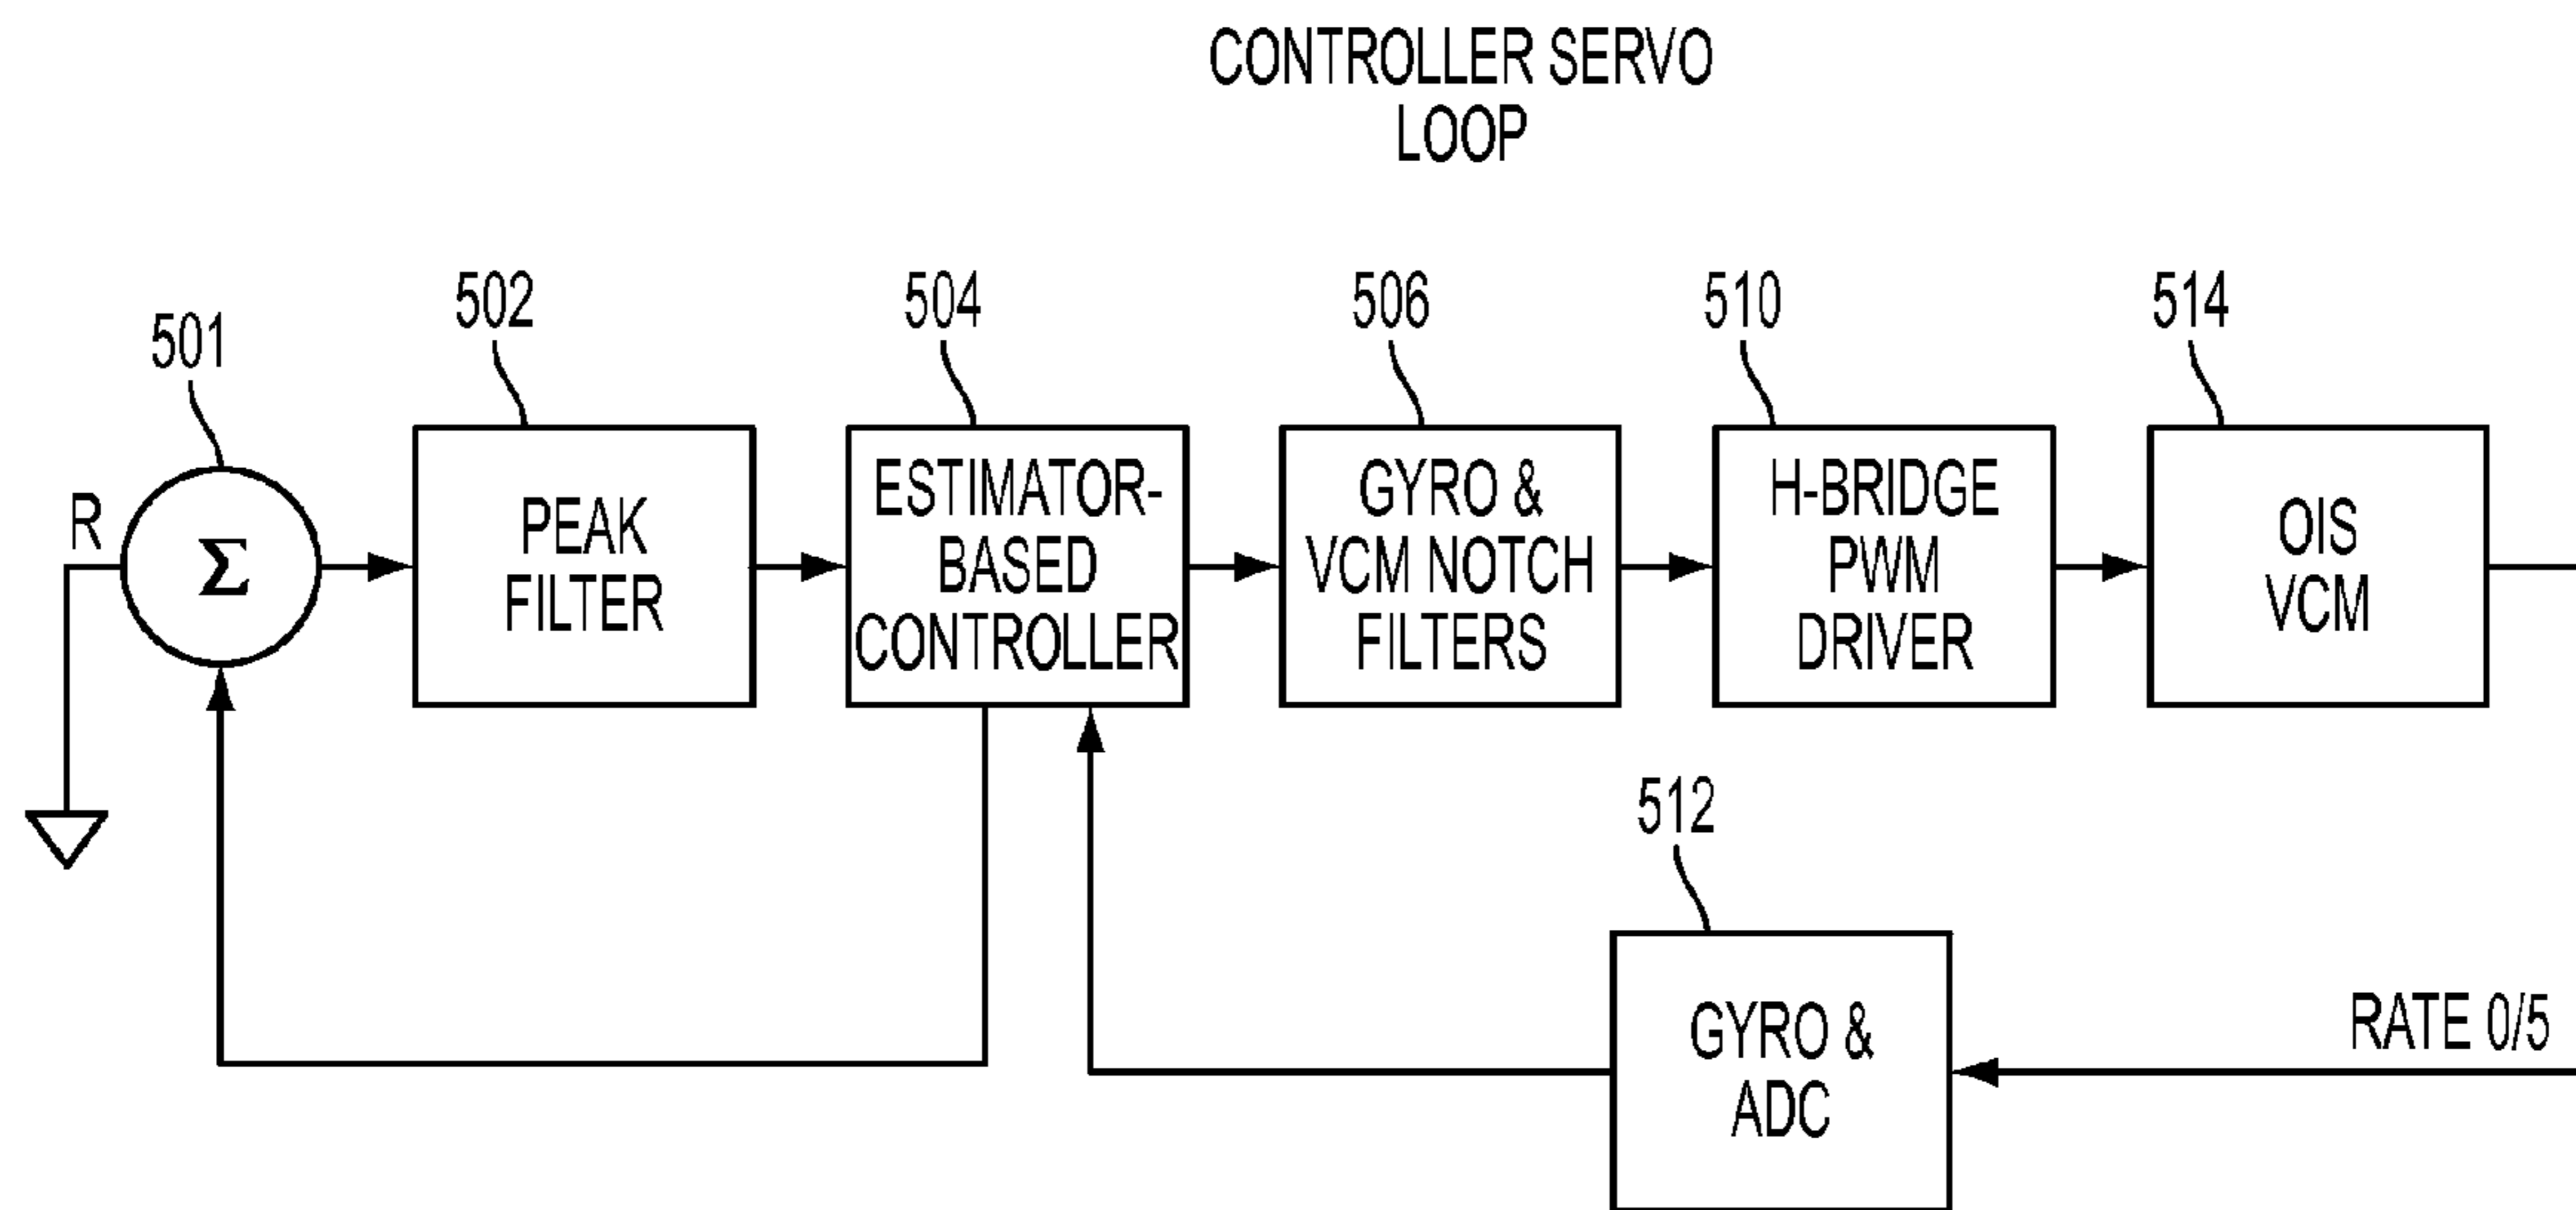 CONTROLLER SERVO
LOOP
501
502
504
506
510
514
R
Σ
PEAK
FILTER
ESTIMATOR-
BASED
CONTROLLER
GYRO &
VCM NOTCH
FILTERS
H-BRIDGE
PWM
DRIVER
OIS
VCM
512
GYRO &
ADC
RATE 0/5